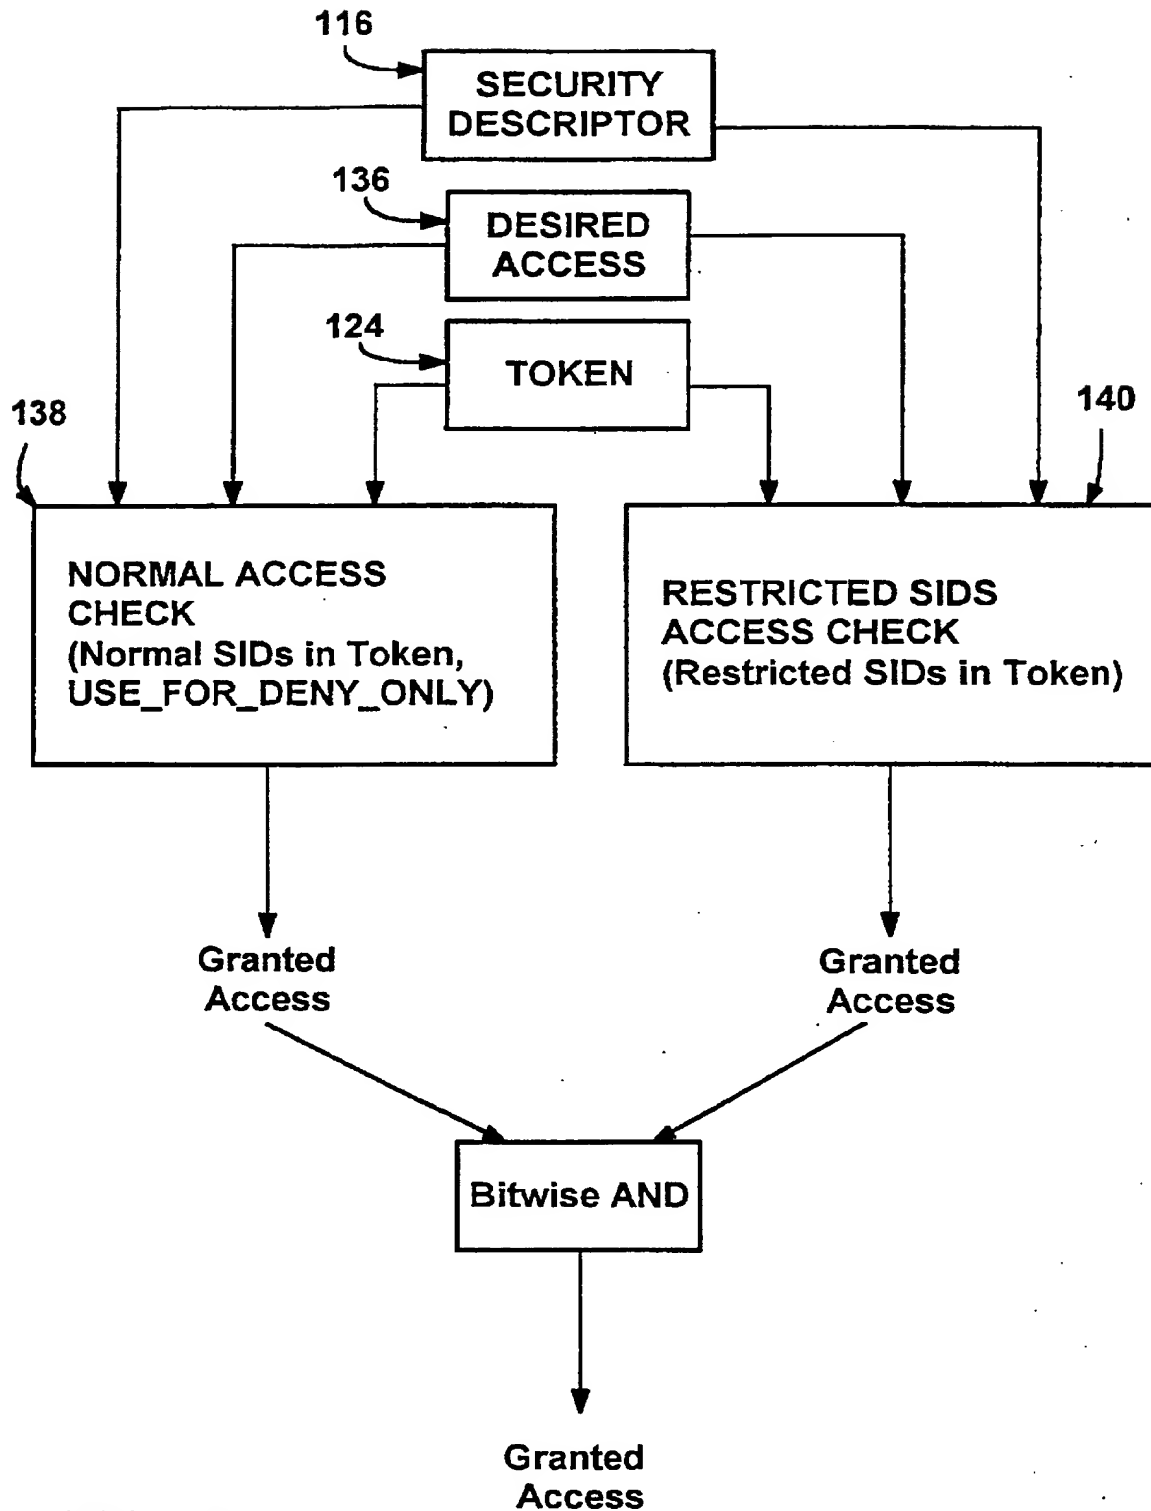 116
SECURITY
DESCRIPTOR
136
DESIRED
ACCESS
124
TOKEN
138
140
NORMAL ACCESS
CHECK
(Normal SIDs in Token,
USE_FOR_DENY_ONLY)
RESTRICTED SIDS
ACCESS CHECK
(Restricted SIDs in Token)
Granted
Access
Granted
Access
Bitwise AND
Granted
Access